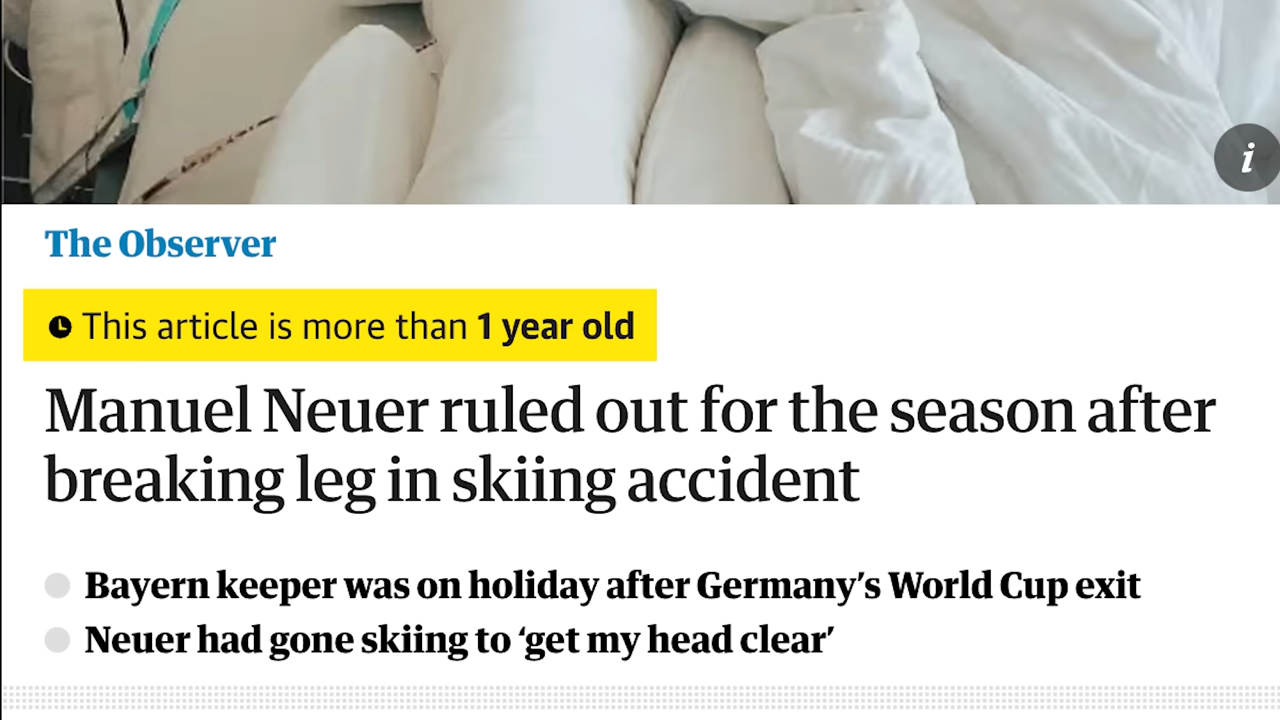 i
The Observer
This article is more than 1 year old
Manuel Neuer ruled out for the season after
breaking leg in skiing accident
Bayern keeper was on holiday after Germany’s World Cup exit
Neuer had gone skiing to ‘get my head clear’